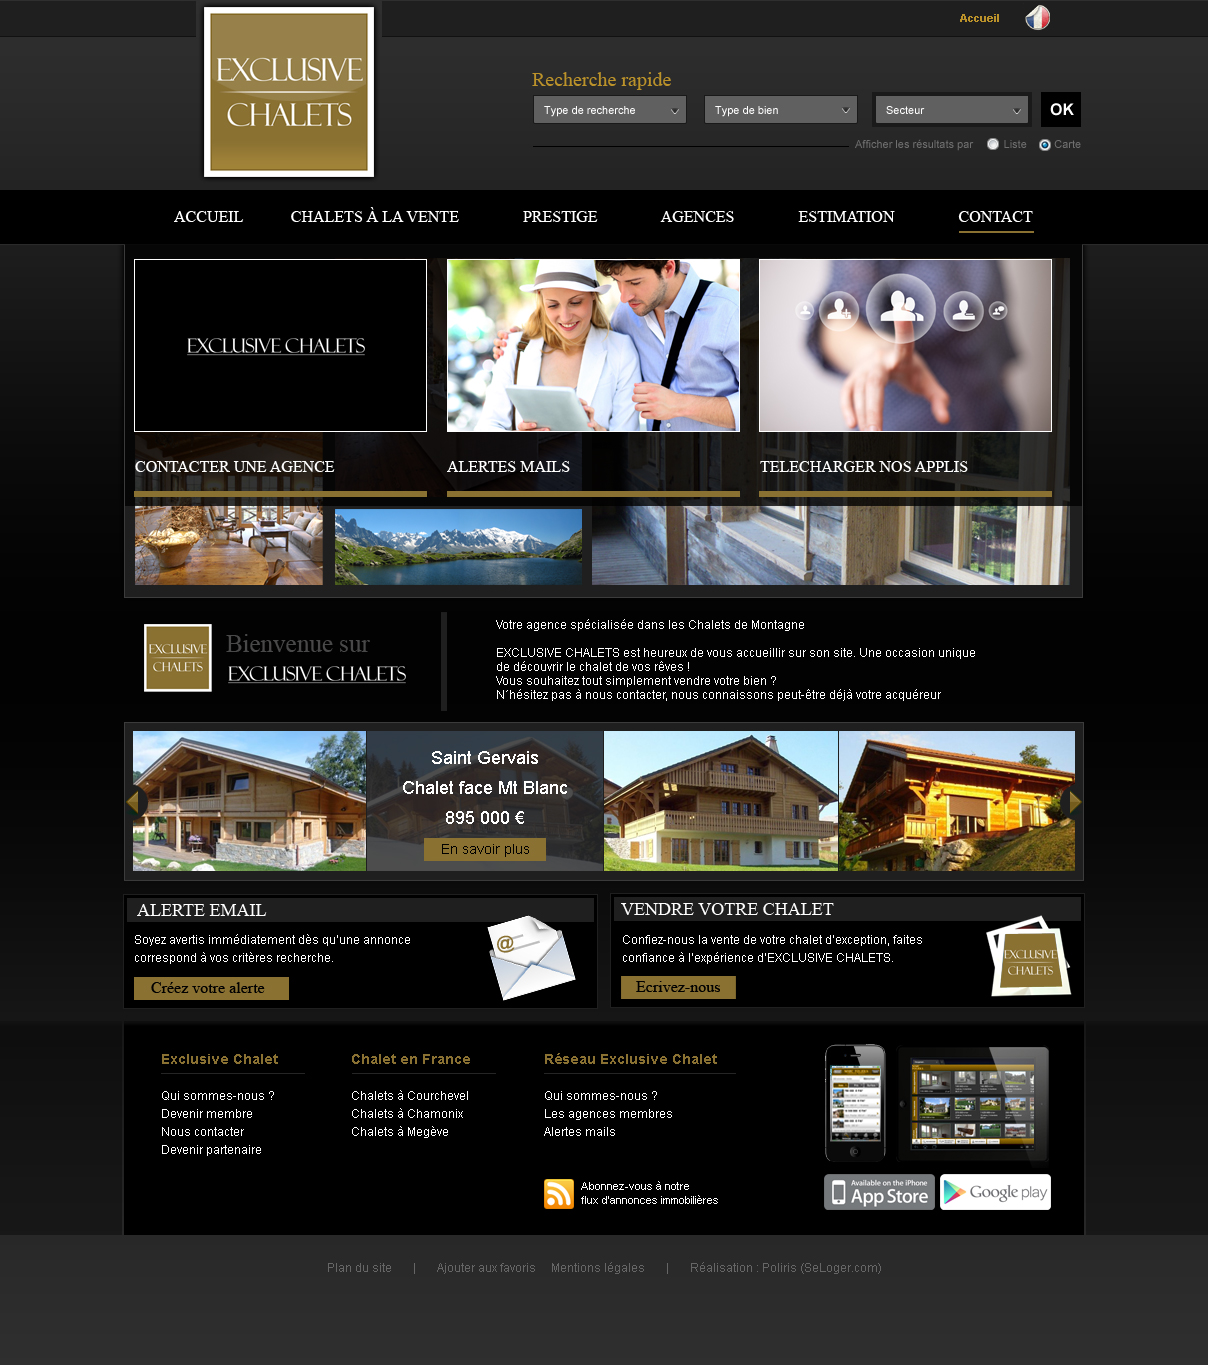 Accueil
EXCLUSIVE
CHALETS
Recherche rapide
Type de recherche
Type de bien
Secteur
OK
Afficher les résultats par
Liste
Carte
ACCUEIL
CHALETS À LA VENTE
PRESTIGE
AGENCES
ESTIMATION
CONTACT
EXCLUSIVE CHALETS
CONTACTER UNE AGENCE
ALERTES MAILS
TELECHARGER NOS APPLIS
EXCLUSIVE
CHALETS
Bienvenue sur
EXCLUSIVE CHALETS
Votre agence spécialisée dans les Chalets de Montagne
EXCLUSIVE CHALETS est heureux de vous accueillir sur son site. Une occasion unique
de découvrir le chalet de vos rêves !
Vous souhaitez tout simplement vendre votre bien ?
N´hésitez pas à nous contacter, nous connaissons peut-être déjà votre acquéreur
Saint Gervais
Chalet face Mt Blanc
895 000 €
En savoir plus
ALERTE EMAIL
Soyez avertis immédiatement dès qu'une annonce
correspond à vos critères recherche.
Créez votre alerte
@
VENDRE VOTRE CHALET
Confiez-nous la vente de votre chalet d'exception, faites
confiance à l'expérience d'EXCLUSIVE CHALETS.
Ecrivez-nous
EXCLUSIVE
CHALETS
Exclusive Chalet
Qui sommes-nous ?
Devenir membre
Nous contacter
Devenir partenaire
Chalet en France
Chalets à Courchevel
Chalets à Chamonix
Chalets à Megève
Réseau Exclusive Chalet
Qui sommes-nous ?
Les agences membres
Alertes mails
Abonnez-vous à notre
flux d'annonces immobilières
Available on the iPhone
App Store
Google play
Plan du site | Ajouter aux favoris Mentions légales | Réalisation : Poliris (SeLoger.com)